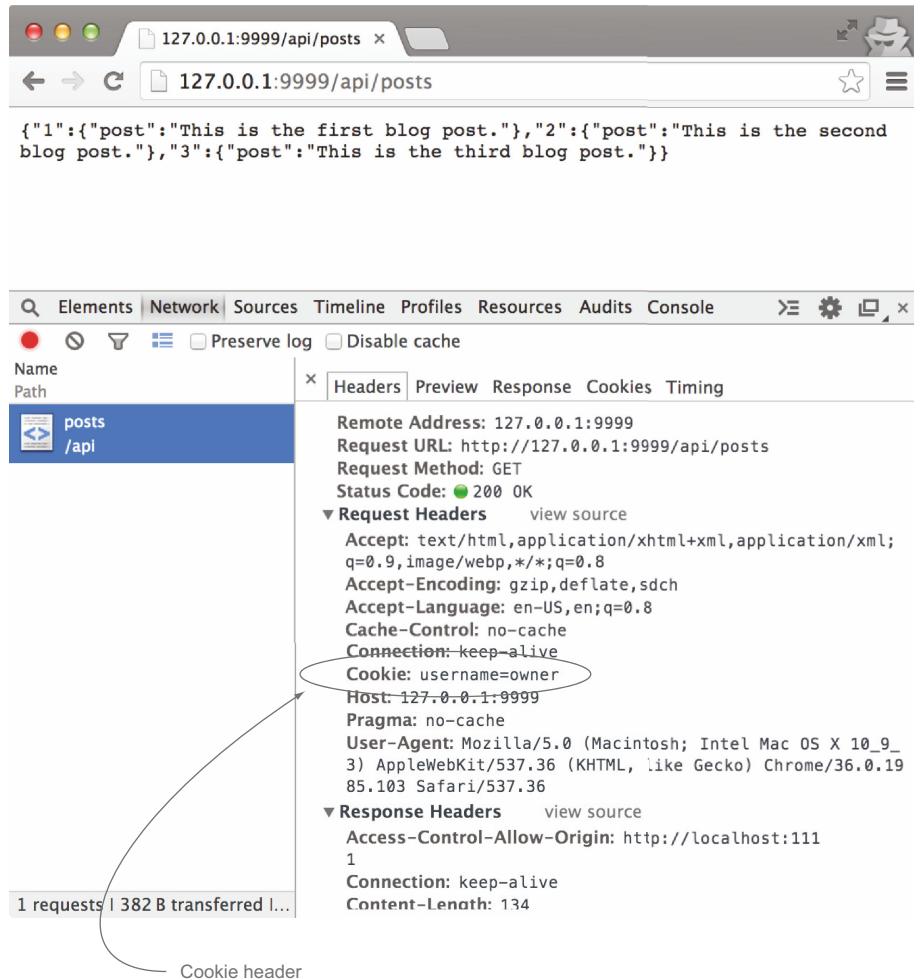 127.0.0.1:9999/api/posts ×
127.0.0.1:9999/api/posts
{"1":{"post":"This is the first blog post."},"2":{"post":"This is the second
blog post."},"3":{"post":"This is the third blog post."}}
Elements Network Sources Timeline Profiles Resources Audits Console ×
Preserve log Disable cache
Name
Path
× Headers Preview Response Cookies Timing
posts
/api
Remote Address: 127.0.0.1:9999
Request URL: http://127.0.0.1:9999/api/posts
Request Method: GET
Status Code: 200 OK
Request Headers view source
Accept: text/html,application/xhtml+xml,application/xml;
q=0.9,image/webp,*/*;q=0.8
Accept-Encoding: gzip,deflate,sdch
Accept-Language: en-US,en;q=0.8
Cache-Control: no-cache
Connection: keep-alive
Cookie: username=owner
Host: 127.0.0.1:9999
Pragma: no-cache
User-Agent: Mozilla/5.0 (Macintosh; Intel Mac OS X 10_9_
3) AppleWebKit/537.36 (KHTML, like Gecko) Chrome/36.0.19
85.103 Safari/537.36
Response Headers view source
Access-Control-Allow-Origin: http://localhost:111
1
Connection: keep-alive
Content-Length: 134
1 requests | 382 B transferred |...
Cookie header